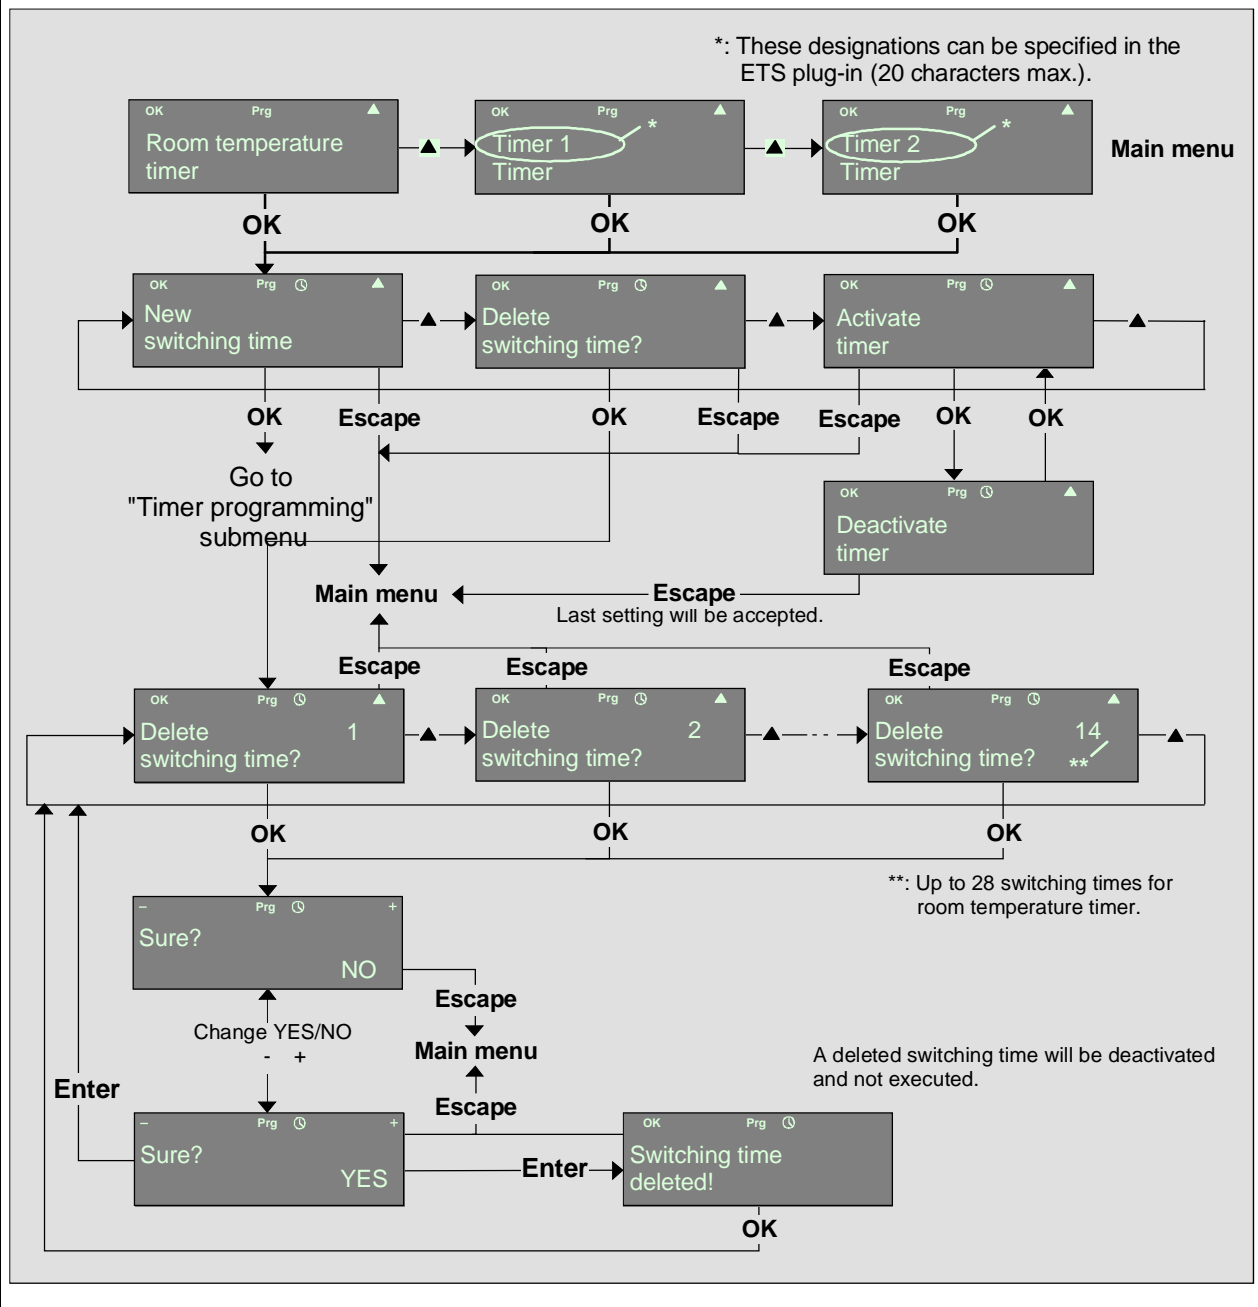 *: These designations can be specified in the
ETS plug-in (20 characters max.).
OK Prg
Room temperature
timer
OK Prg
*
Timer 1
Timer
OK Prg
*
Timer 2
Timer
Main menu
OK
OK
OK
OK Prg
New
switching time
OK Prg
Delete
switching time?
OK Prg
Activate
timer
OK
Escape
OK
Escape
Escape
OK
OK
Go to
"Timer programming"
submenu
OK Prg
Deactivate
timer
Main menu
Escape
Last setting will be accepted.
Escape
Escape
Escape
OK Prg
Delete 1
switching time?
OK Prg
Delete 2
switching time?
OK Prg
Delete 14
switching time? **
OK
OK
OK
**: Up to 28 switching times for
room temperature timer.
– Prg +
Sure?
NO
Escape
Change YES/NO
- +
Main menu
A deleted switching time will be deactivated
and not executed.
Enter
Escape
– Prg +
Sure?
YES
Enter
OK Prg
Switching time
deleted!
OK